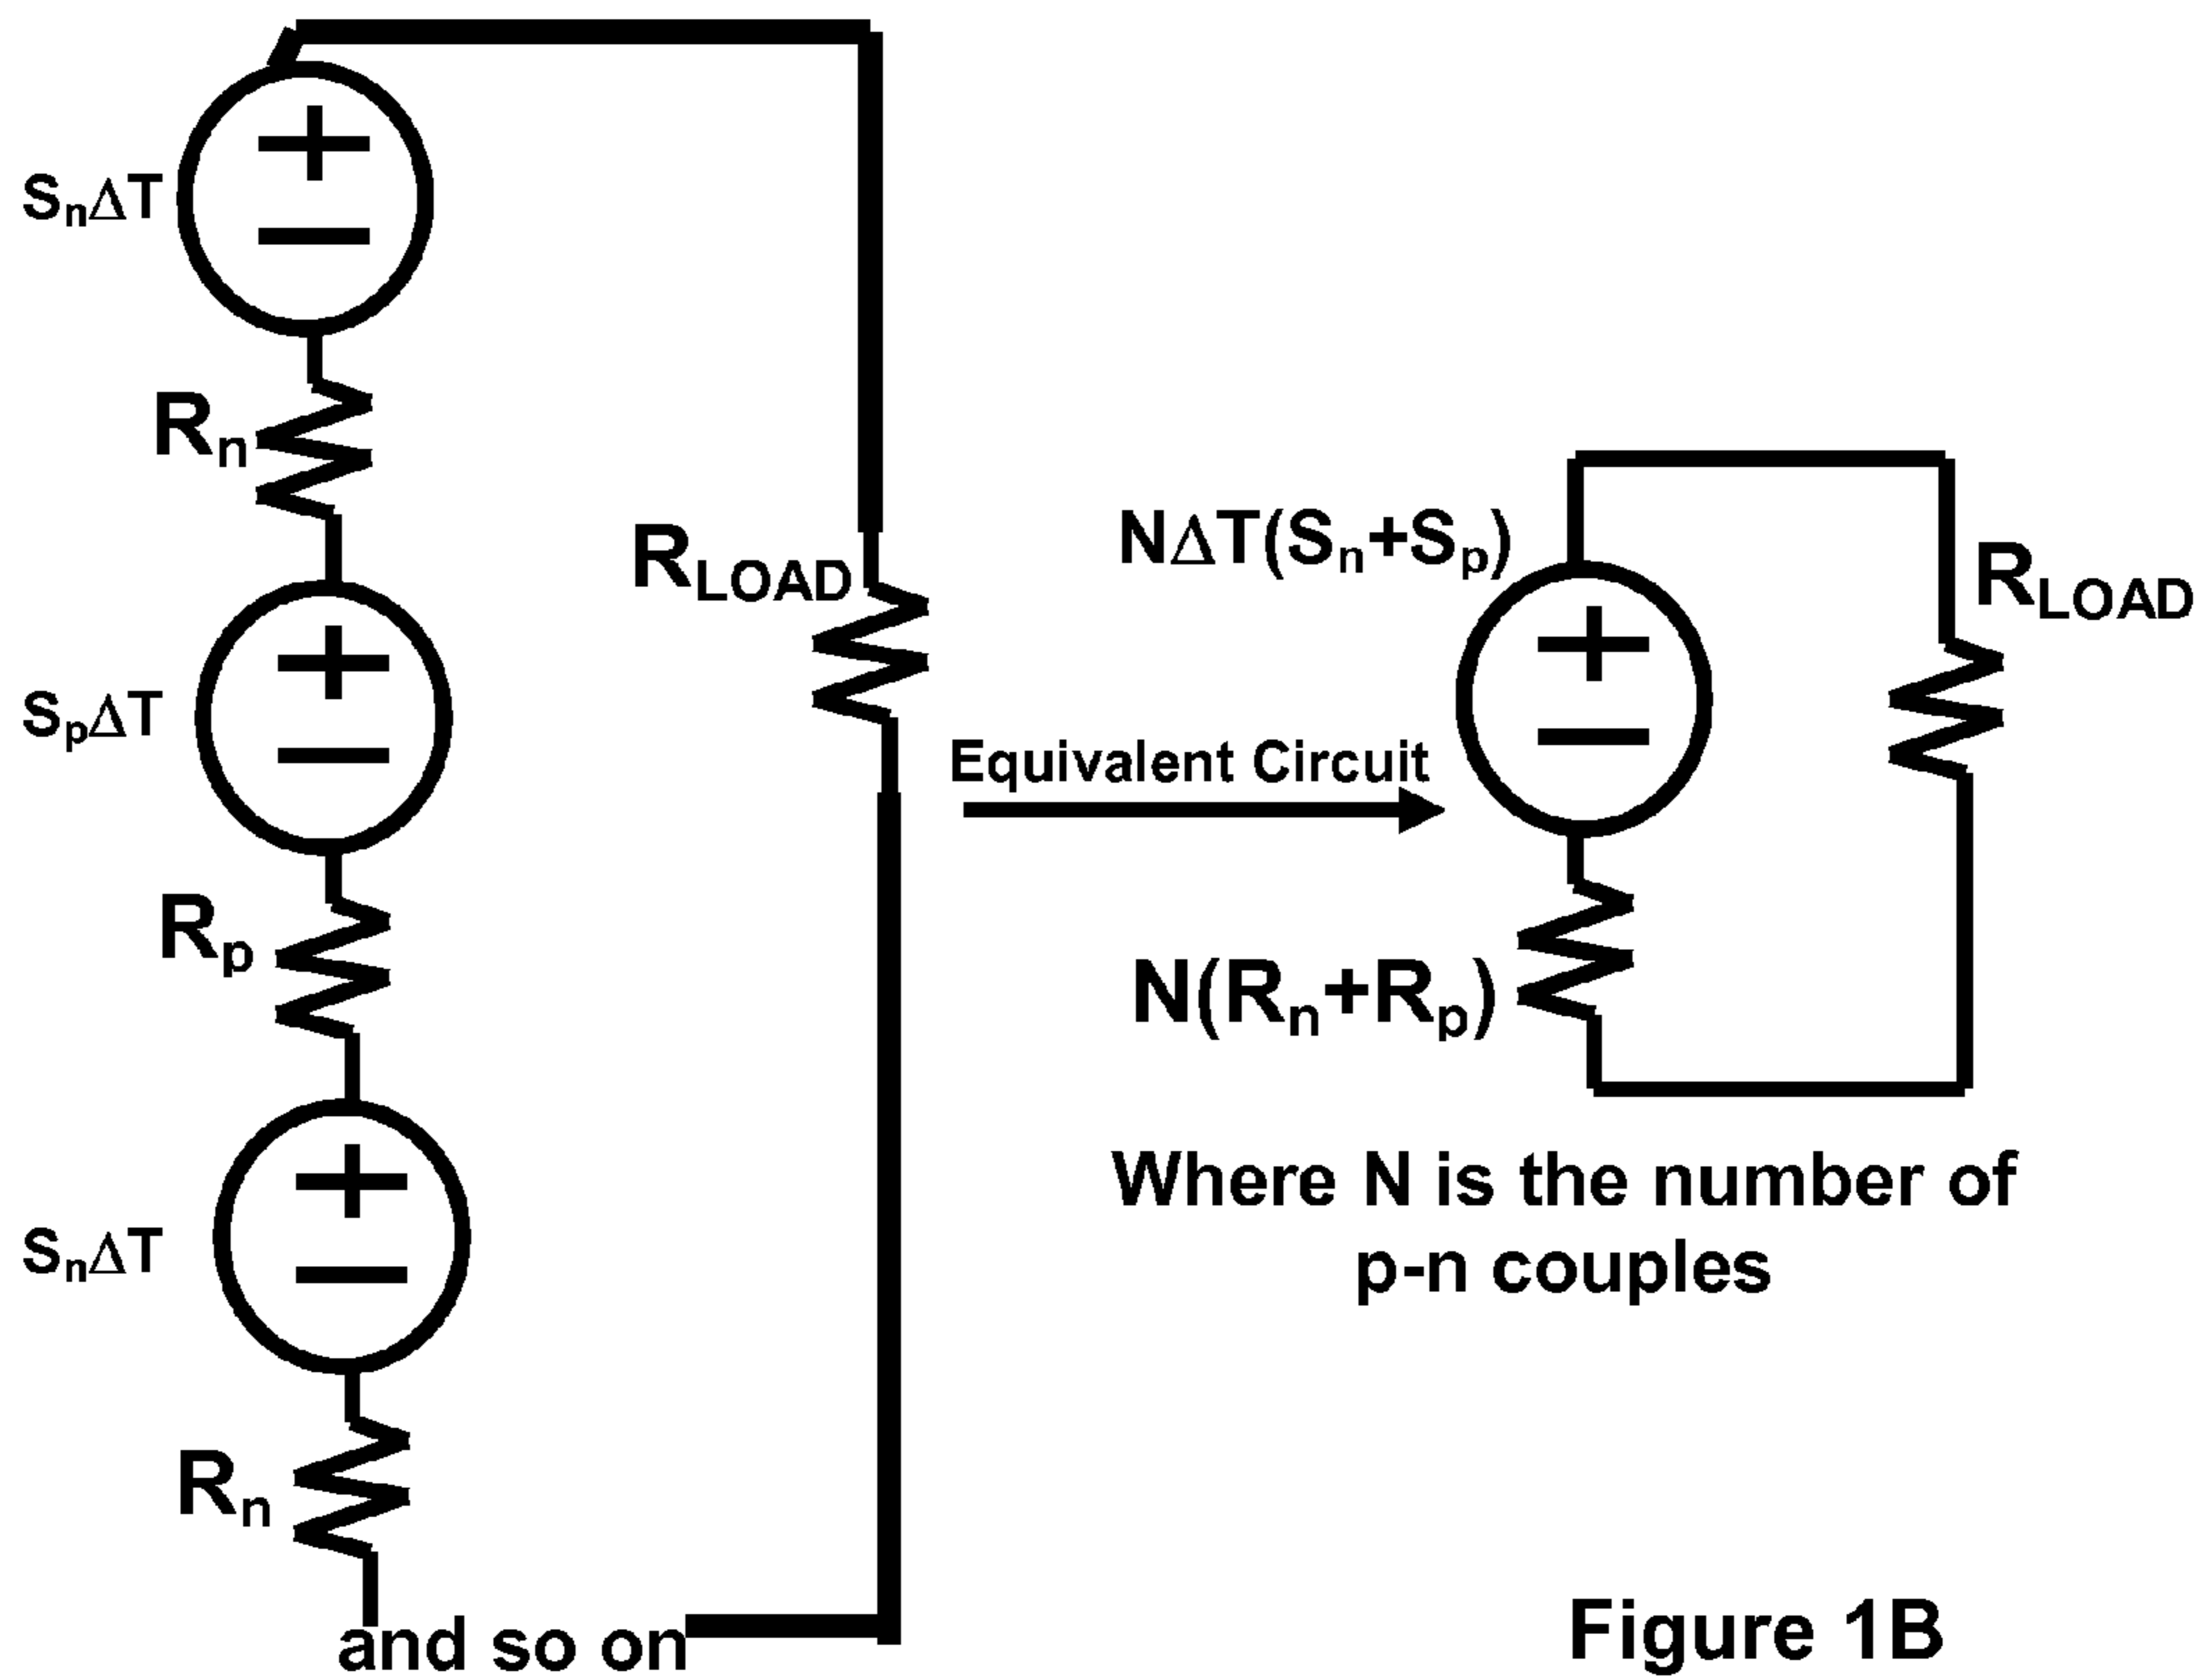 SnΔT
Rn
SpΔT
Rp
SnΔT
Rn
and so on
RLOAD
Equivalent Circuit
NΔT(Sn+Sp)
RLOAD
N(Rn+Rp)
Where N is the number of
p-n couples
Figure 1B